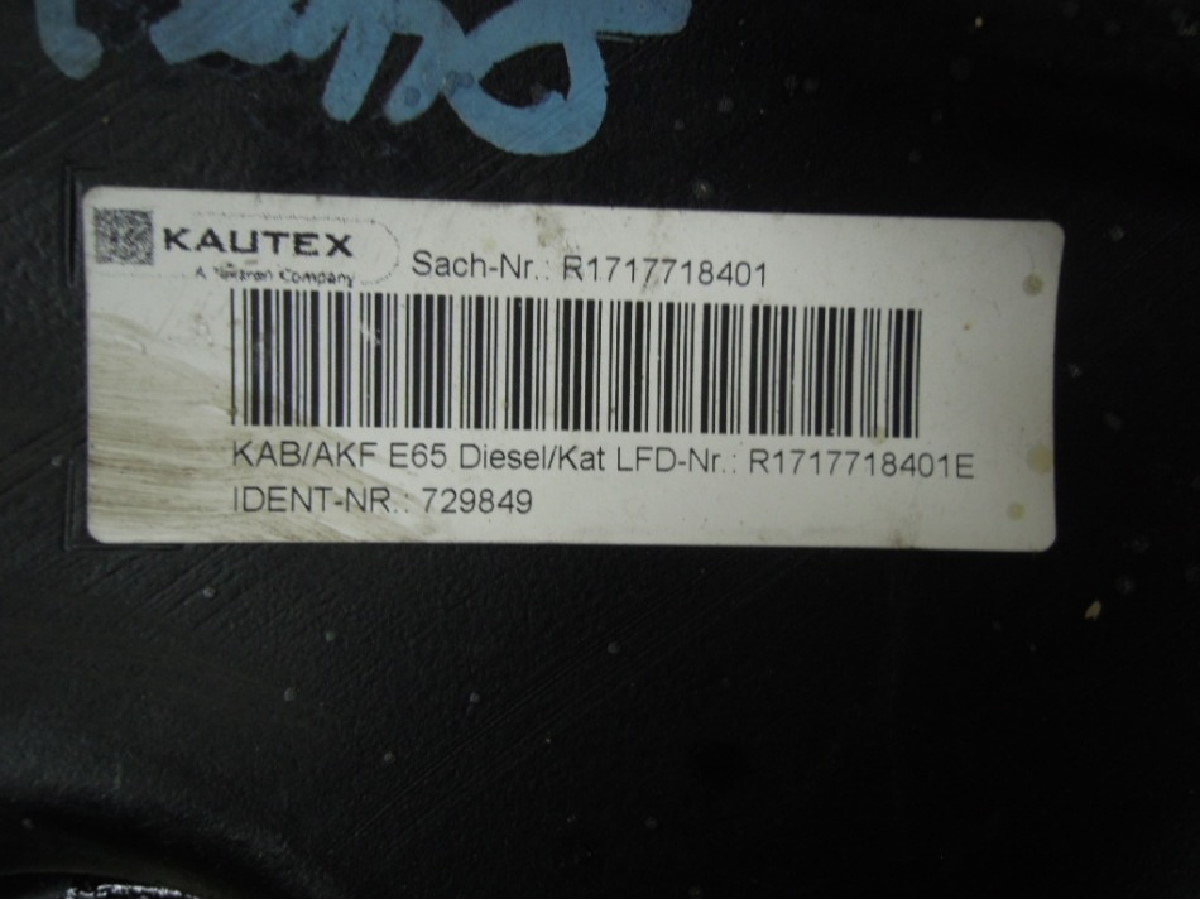 KAUTEX
A Textron Company
Sach-Nr.: R1717718401
KAB/AKF E65 Diesel/Kat LFD-Nr.: R1717718401E
IDENT-NR.: 729849